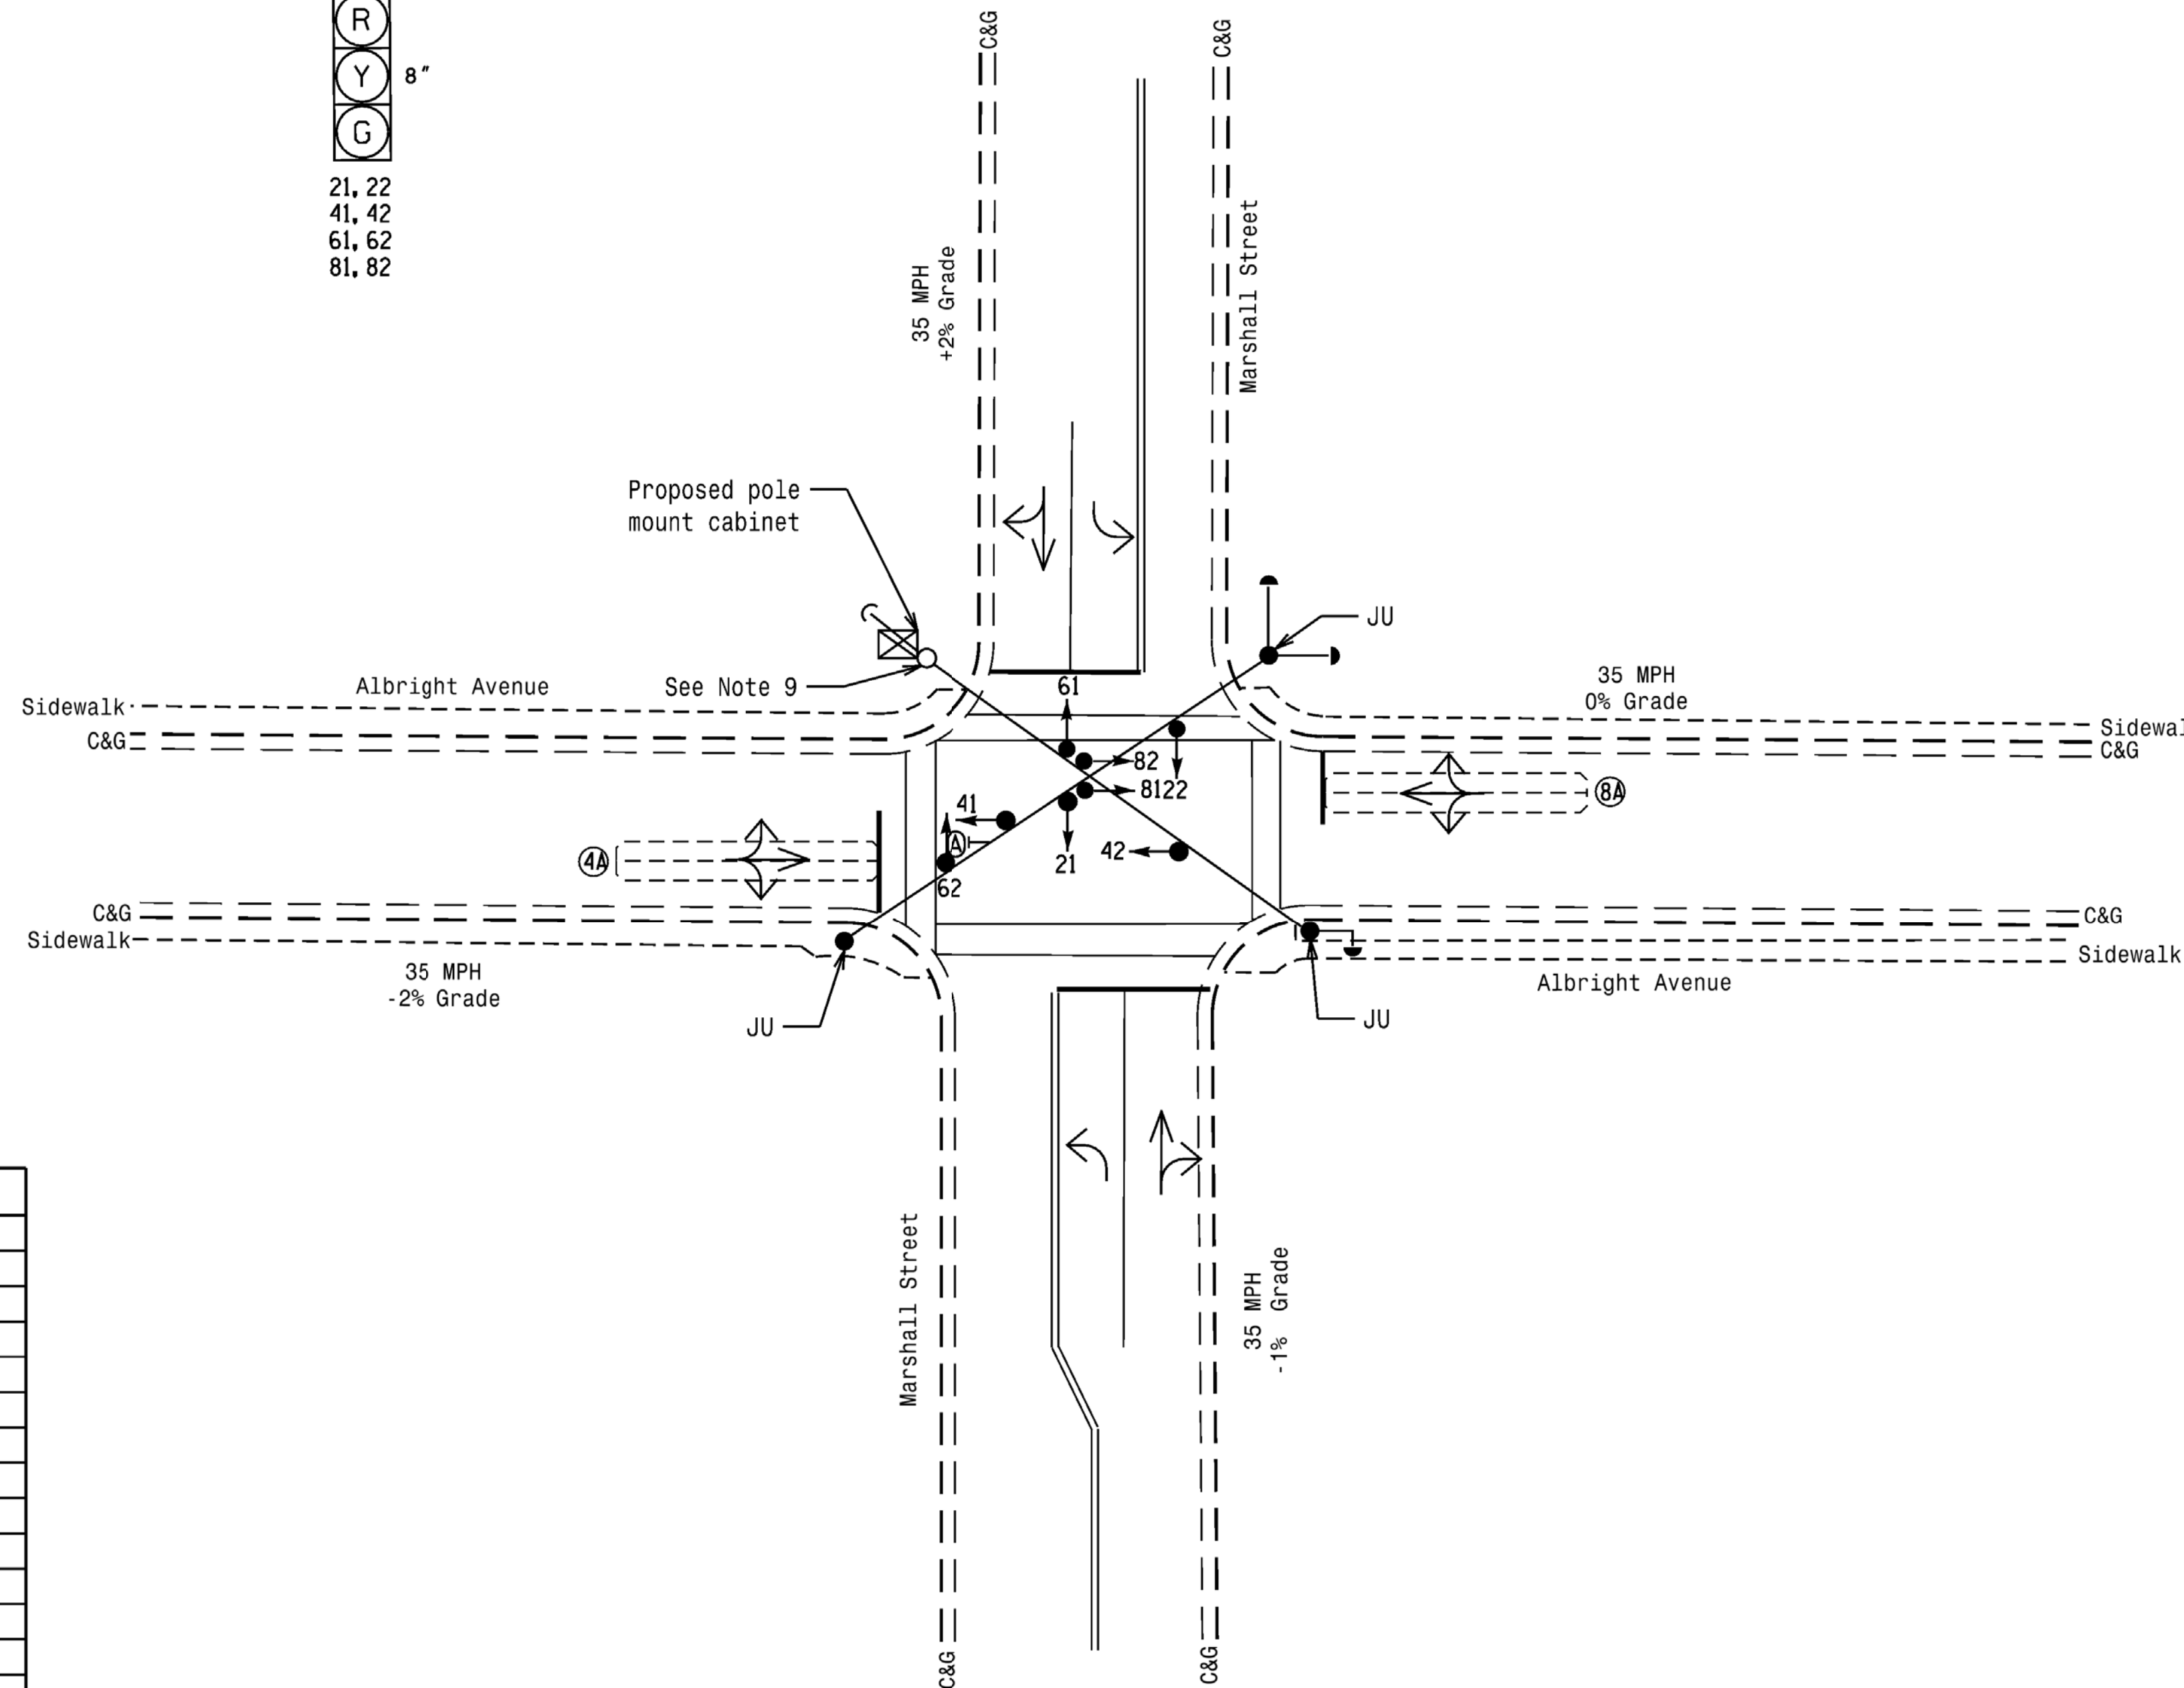 R
Y
8"
G
21, 22
41, 42
61, 62
81, 82
C&G
C&G
35 MPH
+2% Grade
Marshall Street
Proposed pole
mount cabinet
JU
Albright Avenue
See Note 9
61
35 MPH
0% Grade
Sidewalk
C&G
Sidewal
C&G
82
8122
8A
41
A
4A
21
42
62
C&G
Sidewalk
C&G
Sidewalk
35 MPH
-2% Grade
Albright Avenue
JU
JU
Marshall Street
35 MPH
-1% Grade
C&G
C&G